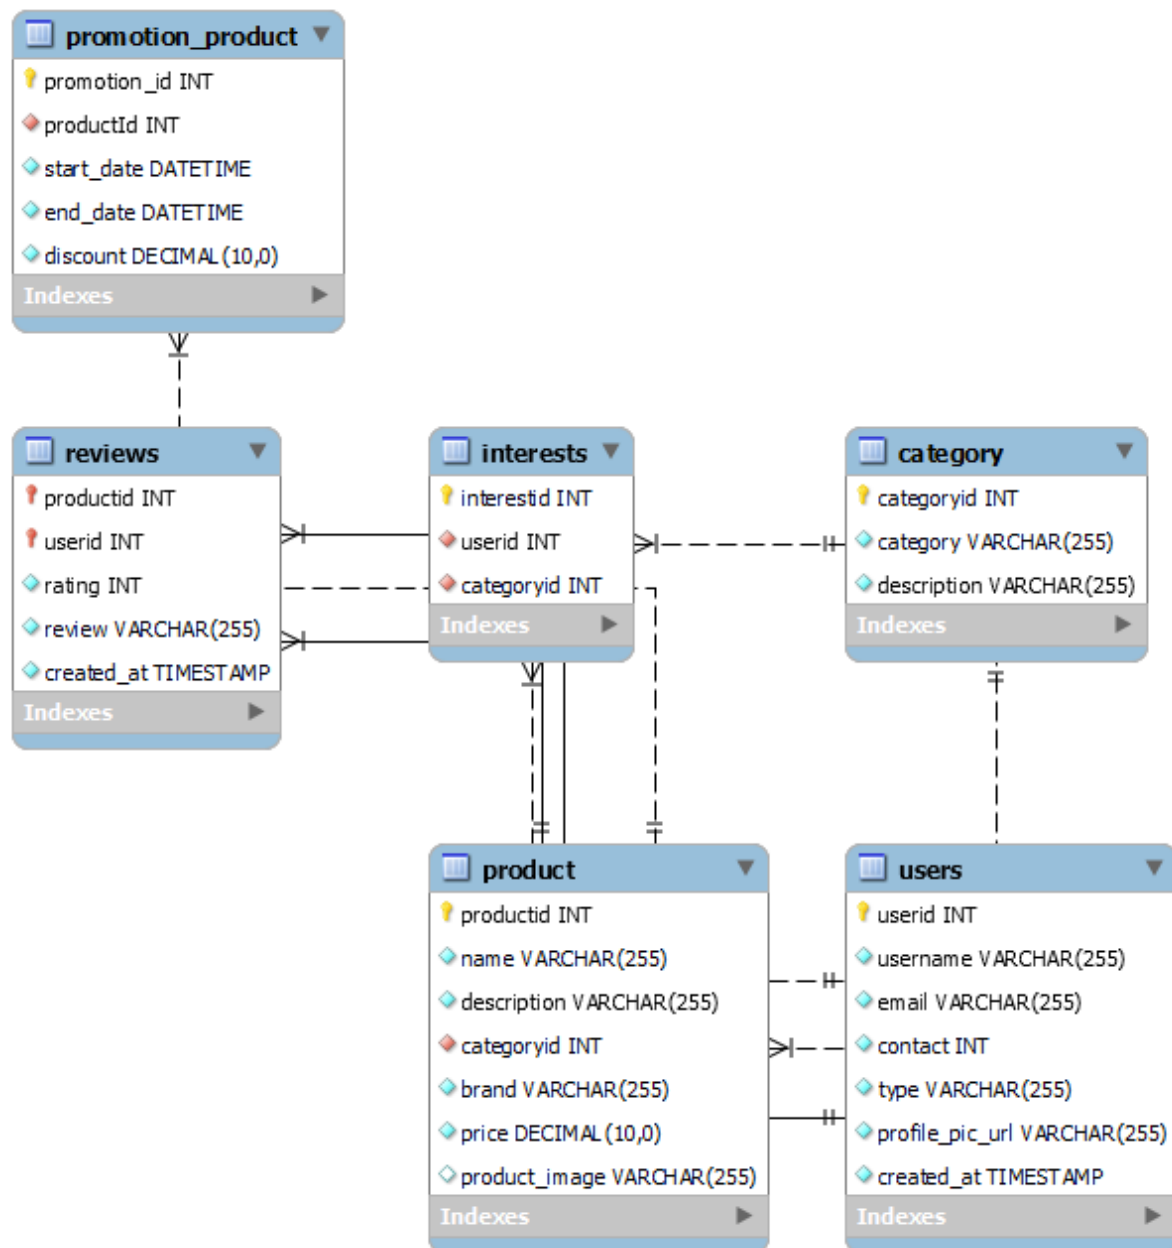 promotion_product
promotion_id INT
productId INT
start_date DATETIME
end_date DATETIME
discount DECIMAL(10,0)
Indexes
reviews
productid INT
userid INT
rating INT
review VARCHAR(255)
created_at TIMESTAMP
Indexes
interests
interestid INT
userid INT
categoryid INT
Indexes
category
categoryid INT
category VARCHAR(255)
description VARCHAR(255)
Indexes
product
productid INT
name VARCHAR(255)
description VARCHAR(255)
categoryid INT
brand VARCHAR(255)
price DECIMAL(10,0)
product_image VARCHAR(255)
Indexes
users
userid INT
username VARCHAR(255)
email VARCHAR(255)
contact INT
type VARCHAR(255)
profile_pic_url VARCHAR(255)
created_at TIMESTAMP
Indexes